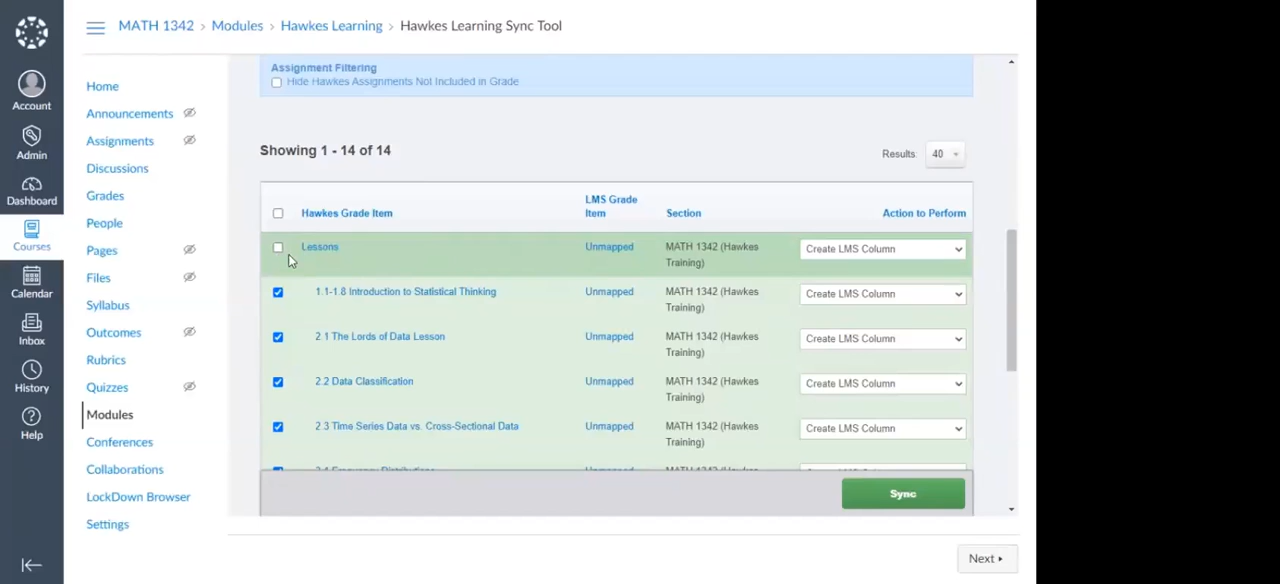 MATH 1342 > Modules > Hawkes Learning > Hawkes Learning Sync Tool
Account
Admin
Dashboard
Courses
Calendar
Inbox
History
Help
Home
Announcements
Assignments
Discussions
Grades
People
Pages
Files
Syllabus
Outcomes
Rubrics
Quizzes
Modules
Conferences
Collaborations
LockDown Browser
Settings
Assignment Filtering
Hide Hawkes Assignments Not Included in Grade
Showing 1 - 14 of 14
Results: 40
Hawkes Grade Item LMS Grade Item Section Action to Perform
Lessons Unmapped MATH 1342 (Hawkes Training) Create LMS Column
1.1-1.8 Introduction to Statistical Thinking Unmapped MATH 1342 (Hawkes Training) Create LMS Column
2.1 The Lords of Data Lesson Unmapped MATH 1342 (Hawkes Training) Create LMS Column
2.2 Data Classification Unmapped MATH 1342 (Hawkes Training) Create LMS Column
2.3 Time Series Data vs. Cross-Sectional Data Unmapped MATH 1342 (Hawkes Training) Create LMS Column
Sync
Next